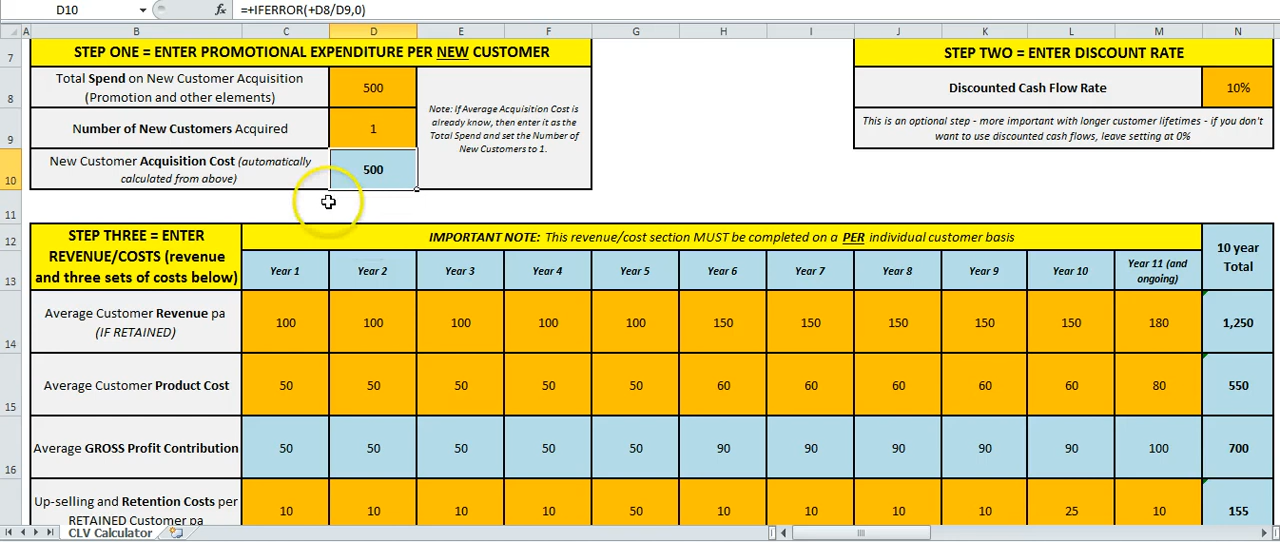 D10 fx =+IFERROR(+D8/D9,0)
A B C D E F G H I J K L M N
7 STEP ONE = ENTER PROMOTIONAL EXPENDITURE PER NEW CUSTOMER STEP TWO = ENTER DISCOUNT RATE
8 Total Spend on New Customer Acquisition
(Promotion and other elements)
500
Discounted Cash Flow Rate 10%
9 Number of New Customers Acquired 1
Note: If Average Acquisition Cost is
already know, then enter it as the
Total Spend and set the Number of
New Customers to 1.
This is an optional step - more important with longer customer lifetimes - if you don't
want to use discounted cash flows, leave setting at 0%
10 New Customer Acquisition Cost (automatically
calculated from above)
500
11
12 STEP THREE = ENTER
REVENUE/COSTS (revenue
and three sets of costs below)
IMPORTANT NOTE: This revenue/cost section MUST be completed on a PER individual customer basis
10 year
Total
13 Year 1 Year 2 Year 3 Year 4 Year 5 Year 6 Year 7 Year 8 Year 9 Year 10 Year 11 (and
ongoing)
14 Average Customer Revenue pa
(IF RETAINED)
100 100 100 100 100 150 150 150 150 150 180 1,250
15 Average Customer Product Cost 50 50 50 50 50 60 60 60 60 60 80 550
16 Average GROSS Profit Contribution 50 50 50 50 50 90 90 90 90 90 100 700
Up-selling and Retention Costs per
RETAINED Customer pa
10 10 10 10 50 10 10 10 10 25 10 155
CLV Calculator